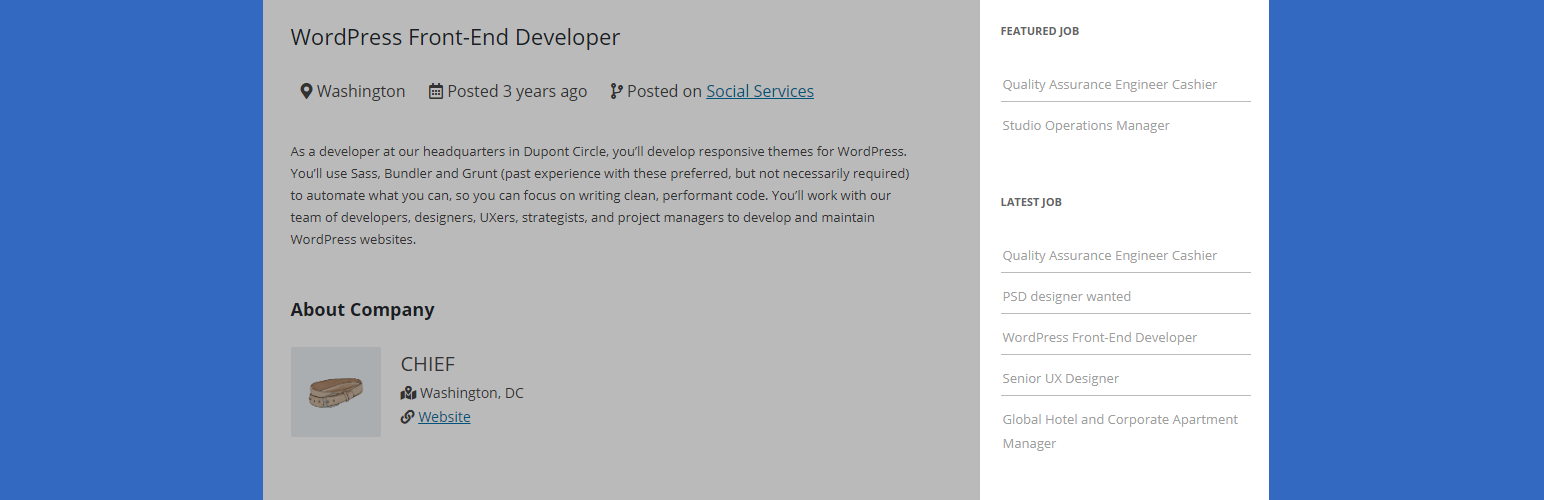 WordPress Front-End Developer
Washington Posted 3 years ago Posted on Social Services
As a developer at our headquarters in Dupont Circle, you’ll develop responsive themes for WordPress.
You’ll use Sass, Bundler and Grunt (past experience with these preferred, but not necessarily required)
to automate what you can, so you can focus on writing clean, performant code. You’ll work with our
team of developers, designers, UXers, strategists, and project managers to develop and maintain
WordPress websites.
About Company
CHIEF
Washington, DC
Website
FEATURED JOB
Quality Assurance Engineer Cashier
Studio Operations Manager
LATEST JOB
Quality Assurance Engineer Cashier
PSD designer wanted
WordPress Front-End Developer
Senior UX Designer
Global Hotel and Corporate Apartment
Manager